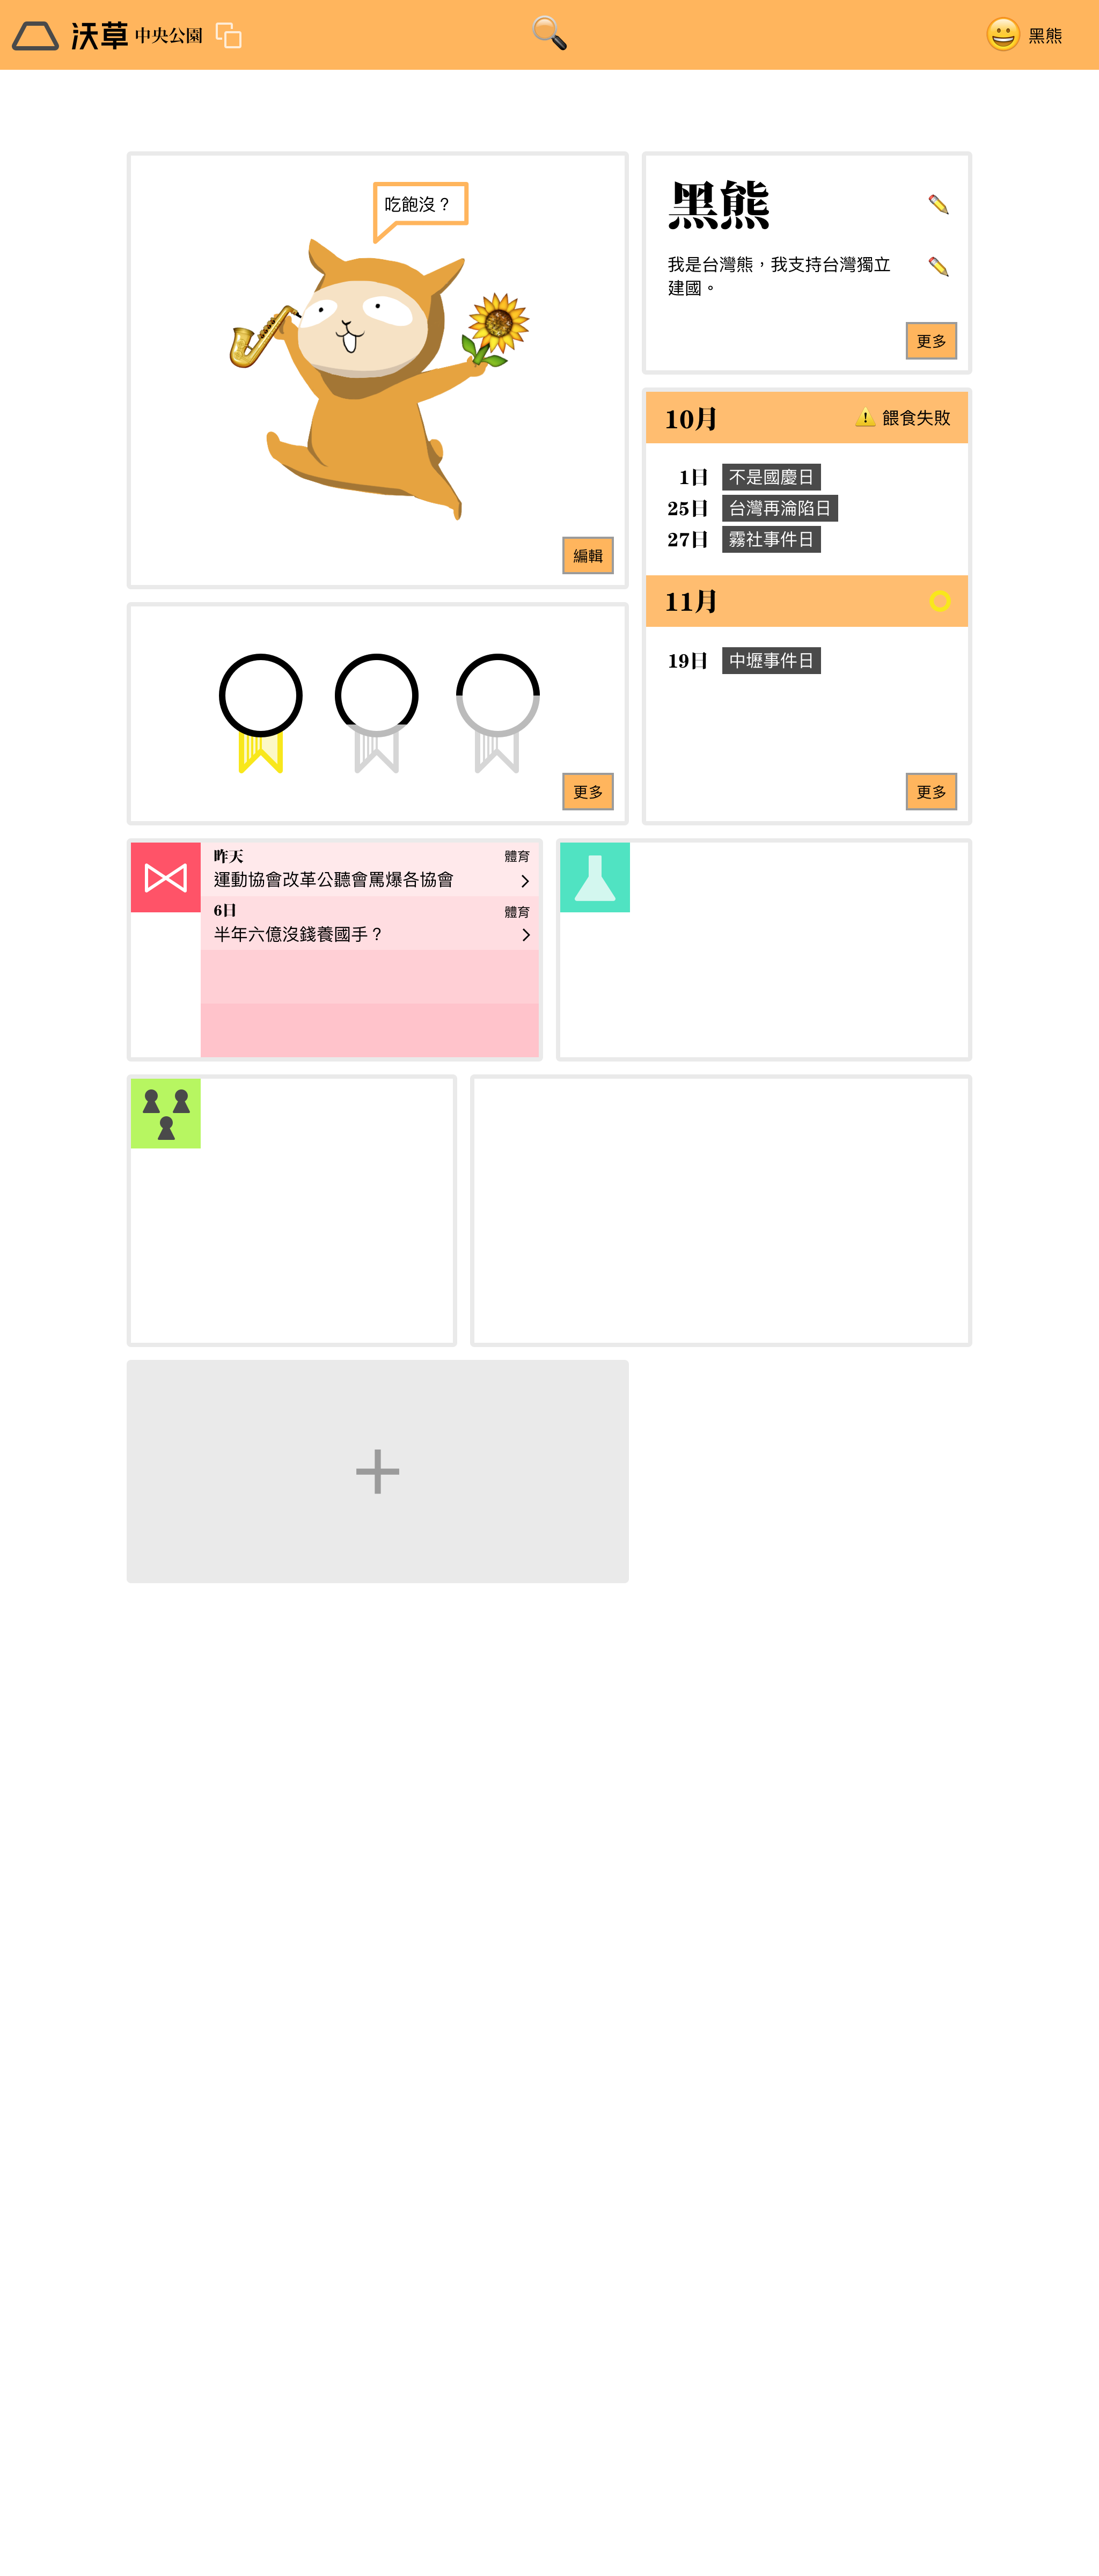 沃草 中央公園
黑熊
吃飽沒？
編輯
黑熊
我是台灣熊，我支持台灣獨立
建國。
更多
10月 餵食失敗
1日 不是國慶日
25日 台灣再淪陷日
27日 霧社事件日
11月
19日 中壢事件日
更多
更多
昨天 體育
運動協會改革公聽會罵爆各協會
6日 體育
半年六億沒錢養國手？